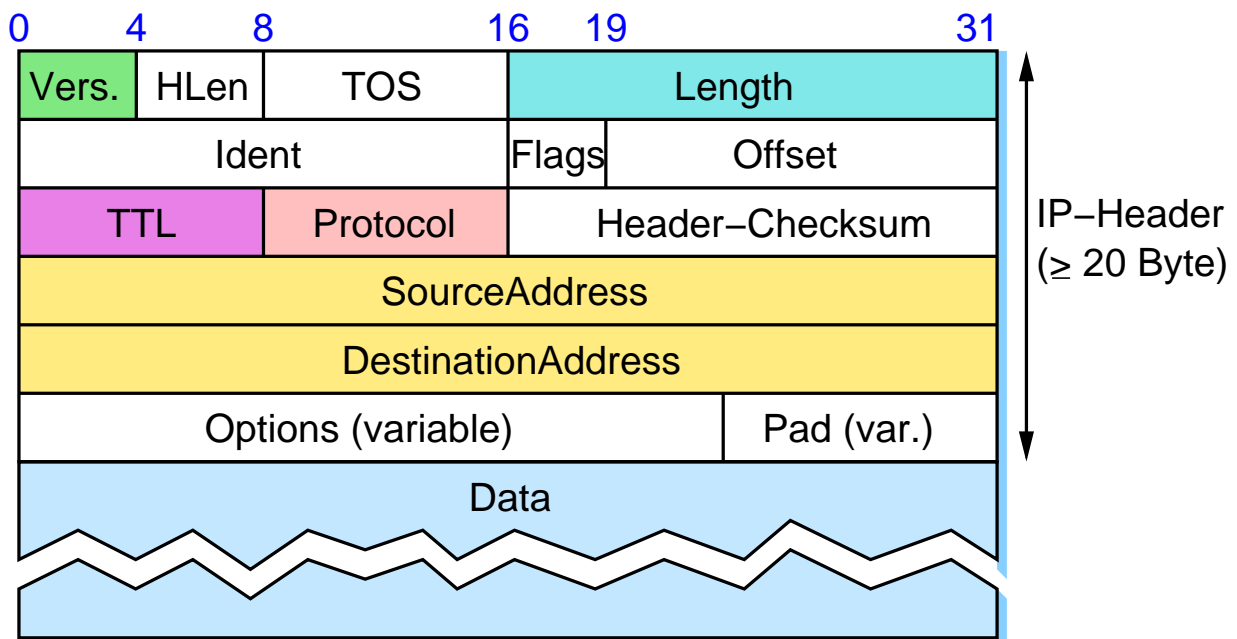 0 4 8 16 19 31
Vers. HLen TOS Length
Ident Flags Offset
TTL Protocol Header−Checksum
IP−Header
(≥ 20 Byte)
SourceAddress
DestinationAddress
Options (variable) Pad (var.)
Data